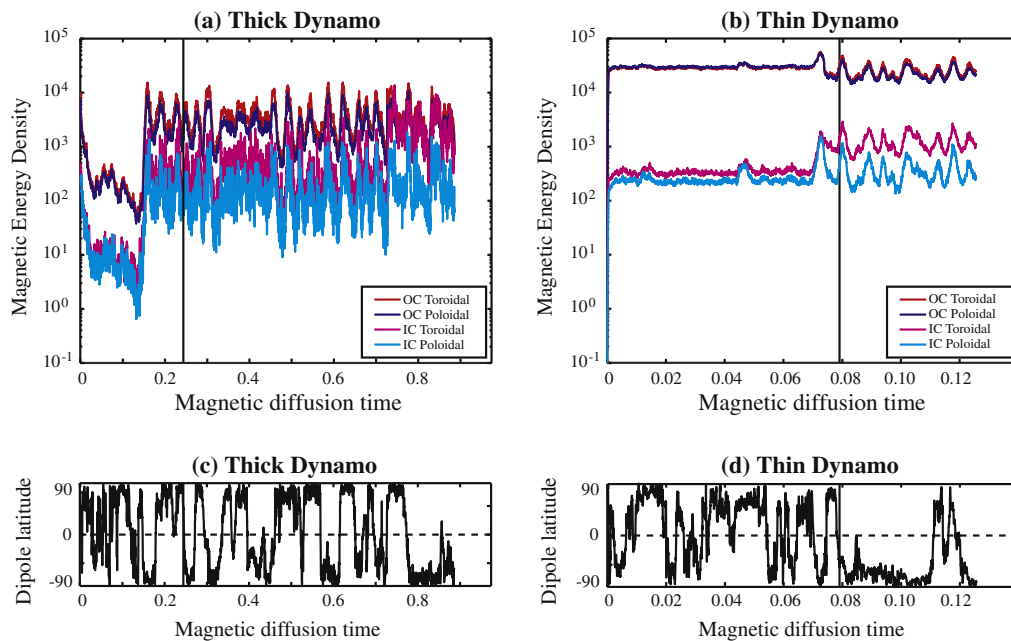 (a) Thick Dynamo
Magnetic Energy Density
10^5
10^4
10^3
10^2
10^1
10^0
10^-1
OC Toroidal
OC Poloidal
IC Toroidal
IC Poloidal
0 0.2 0.4 0.6 0.8
Magnetic diffusion time
(b) Thin Dynamo
Magnetic Energy Density
10^5
10^4
10^3
10^2
10^1
10^0
10^-1
OC Toroidal
OC Poloidal
IC Toroidal
IC Poloidal
0 0.02 0.04 0.06 0.08 0.10 0.12
Magnetic diffusion time
(c) Thick Dynamo
Dipole latitude
90
0
-90
0 0.2 0.4 0.6 0.8
Magnetic diffusion time
(d) Thin Dynamo
Dipole latitude
90
0
-90
0 0.02 0.04 0.06 0.08 0.10 0.12
Magnetic diffusion time